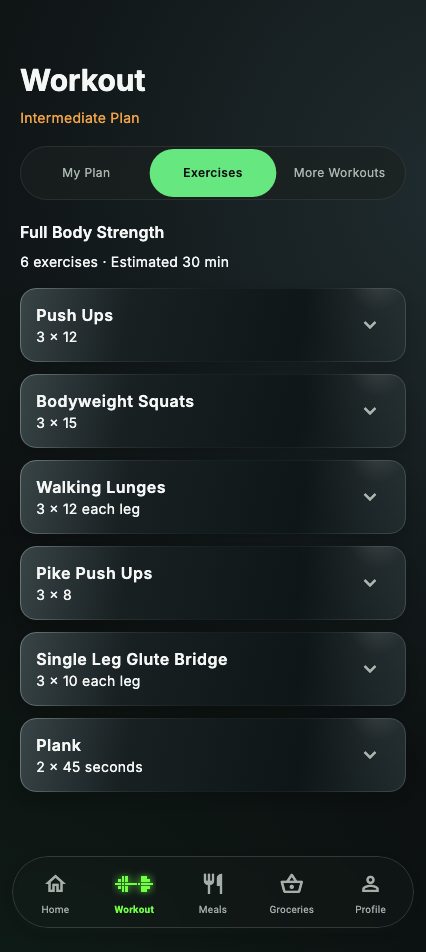 Workout
Intermediate Plan
My Plan
Exercises
More Workouts
Full Body Strength
6 exercises · Estimated 30 min
Push Ups
3 × 12
Bodyweight Squats
3 × 15
Walking Lunges
3 × 12 each leg
Pike Push Ups
3 × 8
Single Leg Glute Bridge
3 × 10 each leg
Plank
2 × 45 seconds
Home
Workout
Meals
Groceries
Profile